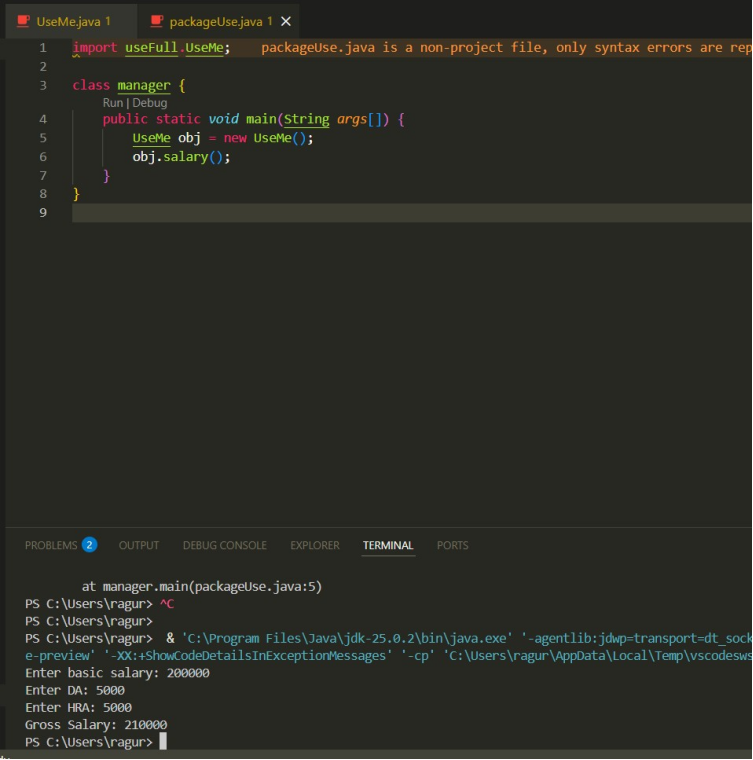 UseMe.java 1 packageUse.java 1
1 import useFull.UseMe; packageUse.java is a non-project file, only syntax errors are rep
2
3 class manager {
Run | Debug
4 public static void main(String args[]) {
5 UseMe obj = new UseMe();
6 obj.salary();
7 }
8 }
9
PROBLEMS 2 OUTPUT DEBUG CONSOLE EXPLORER TERMINAL PORTS
at manager.main(packageUse.java:5)
PS C:\Users\ragur> ^C
PS C:\Users\ragur>
PS C:\Users\ragur> & 'C:\Program Files\Java\jdk-25.0.2\bin\java.exe' '-agentlib:jdwp=transport=dt_sock
e-preview' '-XX:+ShowCodeDetailsInExceptionMessages' '-cp' 'C:\Users\ragur\AppData\Local\Temp\vscodesws
Enter basic salary: 200000
Enter DA: 5000
Enter HRA: 5000
Gross Salary: 210000
PS C:\Users\ragur>